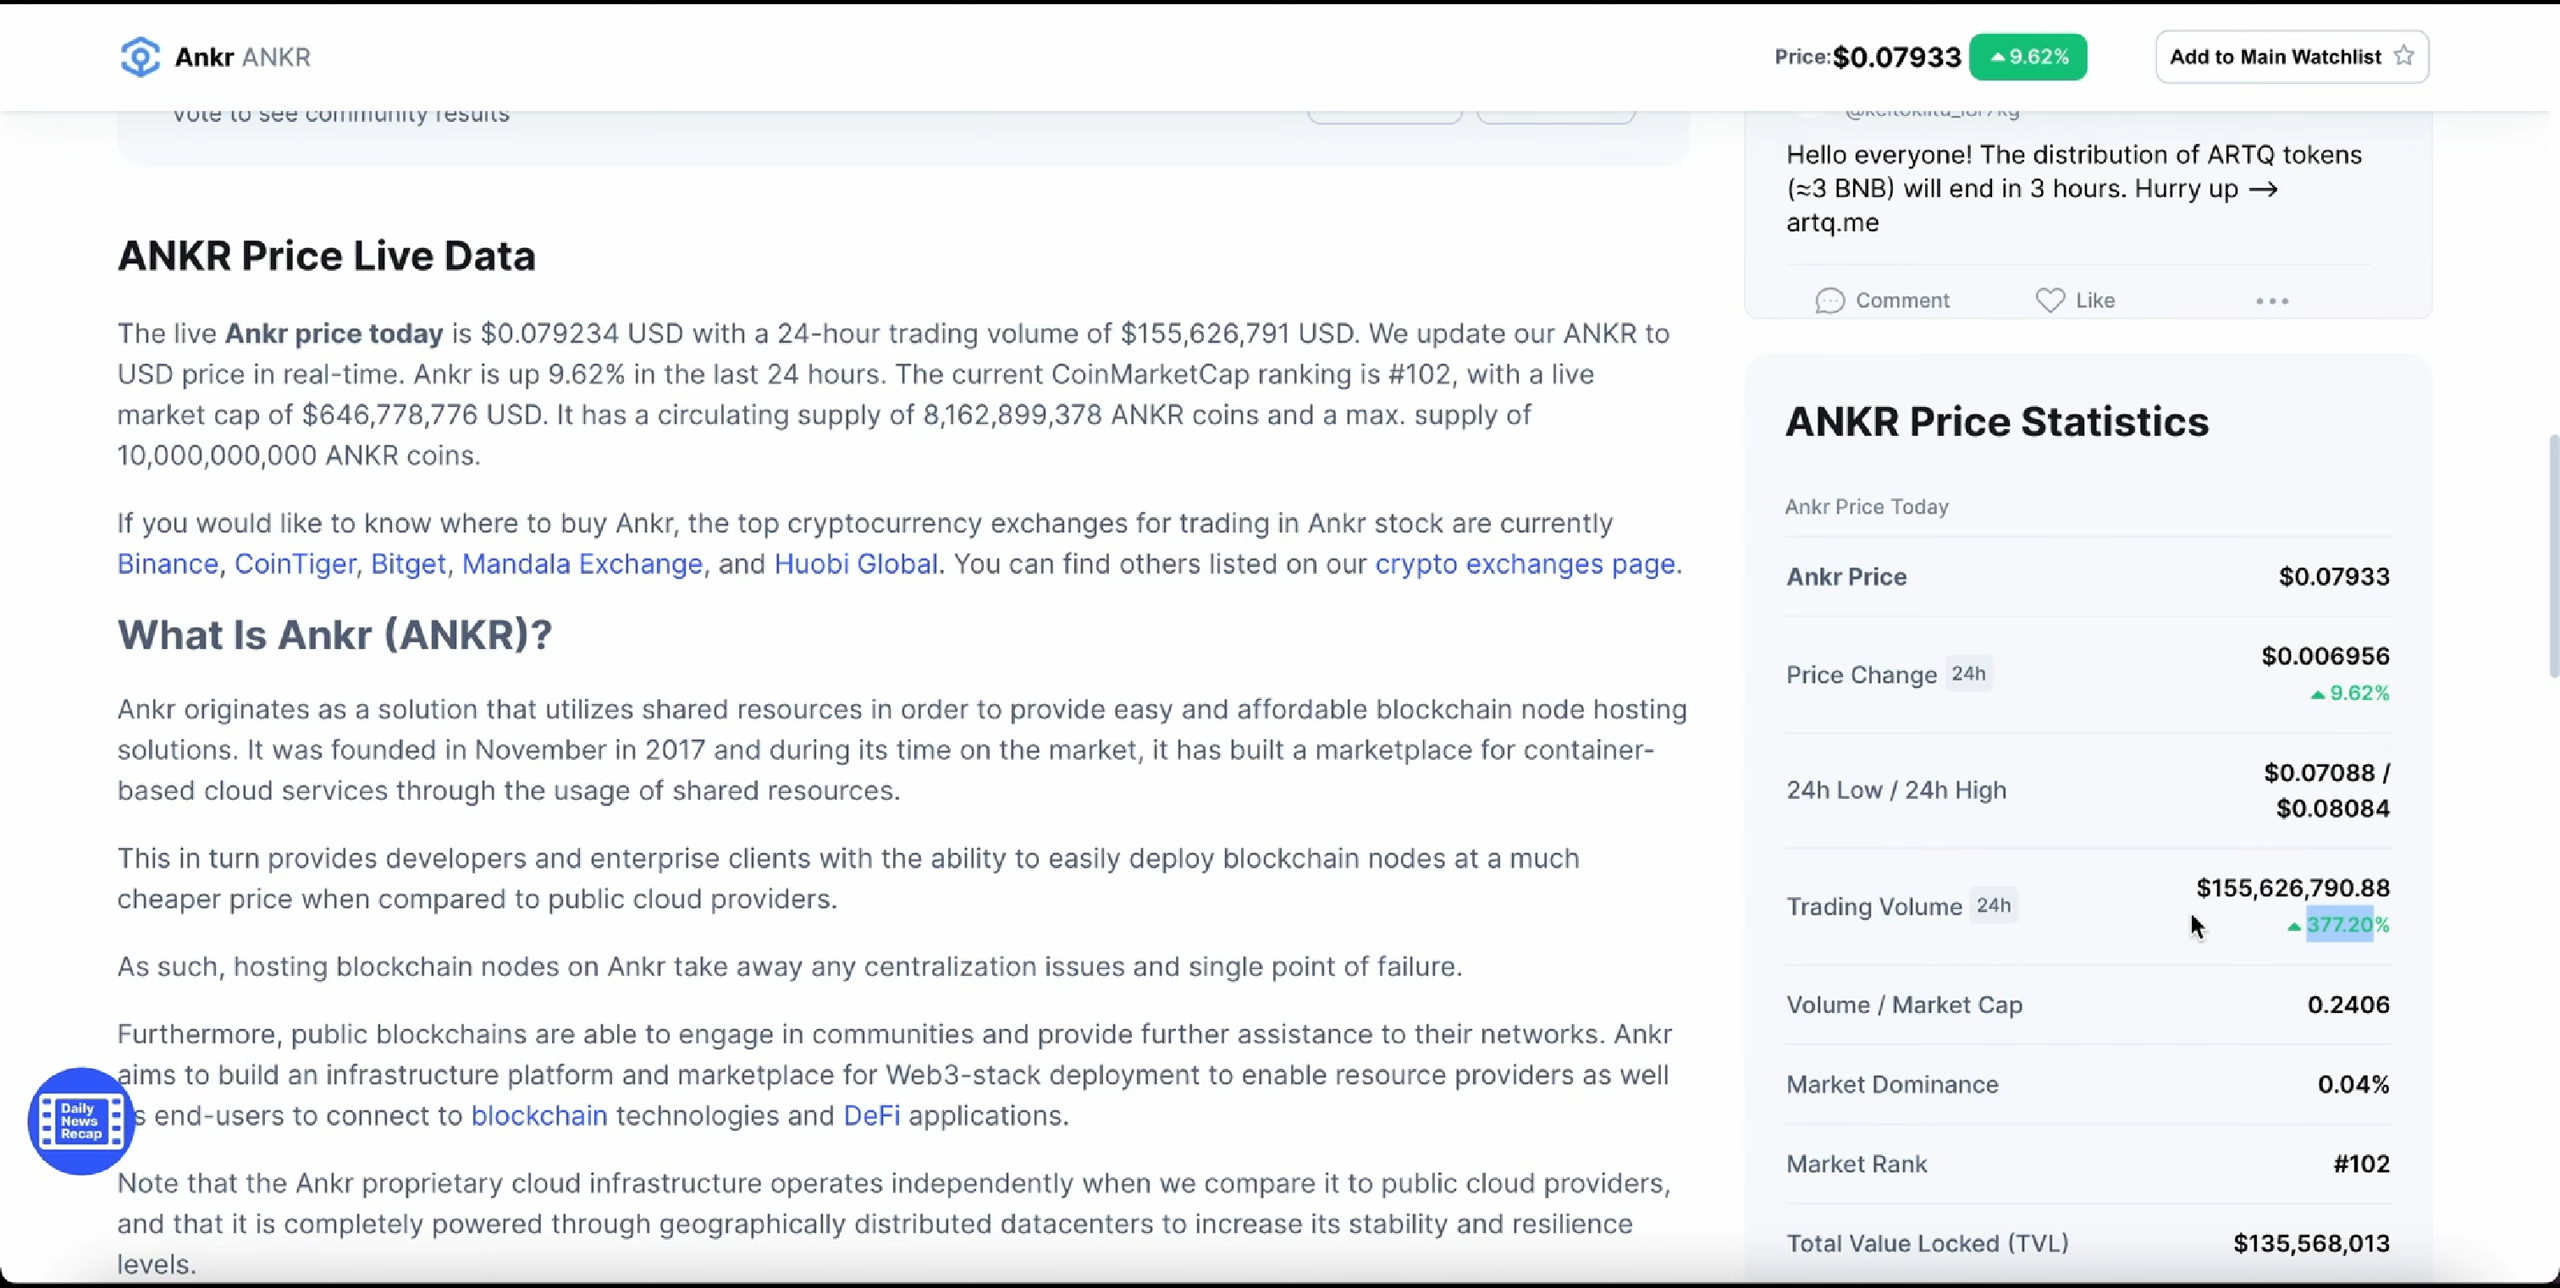 Ankr ANKR
Price:$0.07933 9.62%
Add to Main Watchlist
Vote to see community results
ANKR Price Live Data
The live Ankr price today is $0.079234 USD with a 24-hour trading volume of $155,626,791 USD. We update our ANKR to
USD price in real-time. Ankr is up 9.62% in the last 24 hours. The current CoinMarketCap ranking is #102, with a live
market cap of $646,778,776 USD. It has a circulating supply of 8,162,899,378 ANKR coins and a max. supply of
10,000,000,000 ANKR coins.
If you would like to know where to buy Ankr, the top cryptocurrency exchanges for trading in Ankr stock are currently
Binance, CoinTiger, Bitget, Mandala Exchange, and Huobi Global. You can find others listed on our crypto exchanges page.
What Is Ankr (ANKR)?
Ankr originates as a solution that utilizes shared resources in order to provide easy and affordable blockchain node hosting
solutions. It was founded in November in 2017 and during its time on the market, it has built a marketplace for container-
based cloud services through the usage of shared resources.
This in turn provides developers and enterprise clients with the ability to easily deploy blockchain nodes at a much
cheaper price when compared to public cloud providers.
As such, hosting blockchain nodes on Ankr take away any centralization issues and single point of failure.
Furthermore, public blockchains are able to engage in communities and provide further assistance to their networks. Ankr
aims to build an infrastructure platform and marketplace for Web3-stack deployment to enable resource providers as well
s end-users to connect to blockchain technologies and DeFi applications.
Note that the Ankr proprietary cloud infrastructure operates independently when we compare it to public cloud providers,
and that it is completely powered through geographically distributed datacenters to increase its stability and resilience
levels.
Daily
News
Recap
Hello everyone! The distribution of ARTQ tokens
(≈3 BNB) will end in 3 hours. Hurry up →
artq.me
Comment
Like
ANKR Price Statistics
Ankr Price Today
Ankr Price
$0.07933
Price Change 24h
$0.006956
9.62%
24h Low / 24h High
$0.07088 /
$0.08084
Trading Volume 24h
$155,626,790.88
377.20%
Volume / Market Cap
0.2406
Market Dominance
0.04%
Market Rank
#102
Total Value Locked (TVL)
$135,568,013